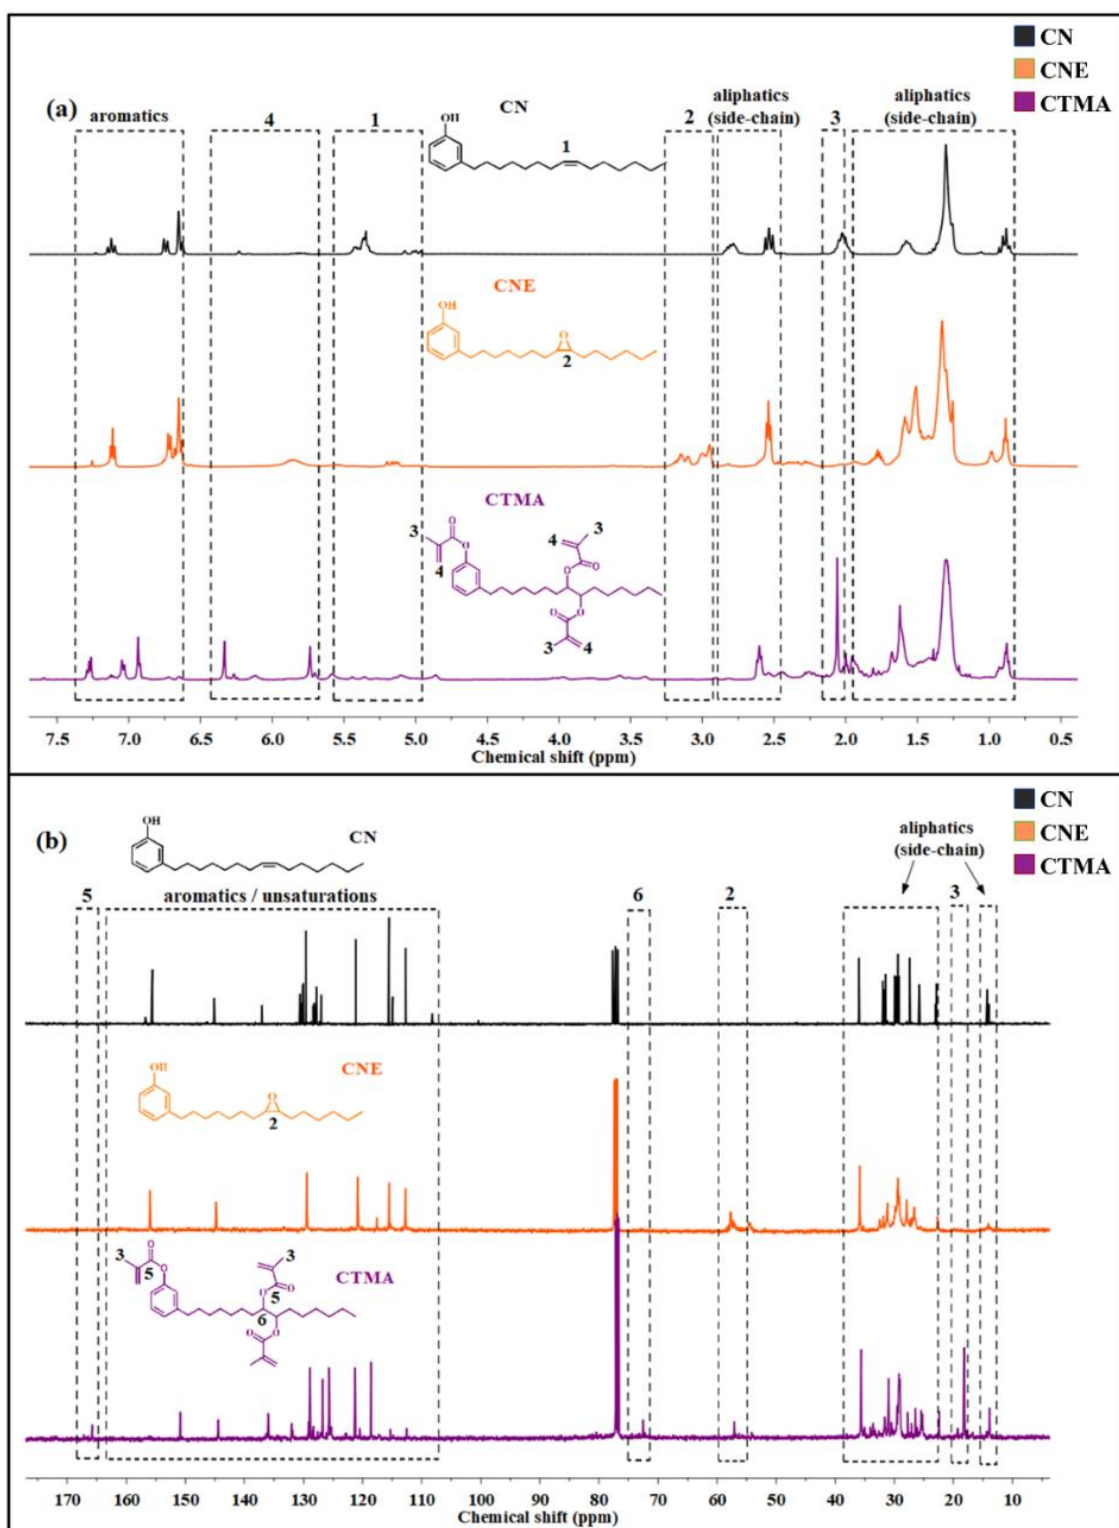 CN
CNE
CTMA
(a)
aromatics
4
1
CN
2
aliphatics
(side-chain)
3
aliphatics
(side-chain)
OH
1
CNE
OH
O
2
CTMA
3
O
O
4
4
3
O
O
O
O
3
4
7.5 7.0 6.5 6.0 5.5 5.0 4.5 4.0 3.5 3.0 2.5 2.0 1.5 1.0 0.5
Chemical shift (ppm)
CN
CNE
CTMA
(b)
OH
CN
aliphatics
(side-chain)
5
aromatics / unsaturations
6
2
3
OH
CNE
O
2
CTMA
3
O
5
O
3
O
5
O
6
O
O
170 160 150 140 130 120 110 100 90 80 70 60 50 40 30 20 10
Chemical shift (ppm)